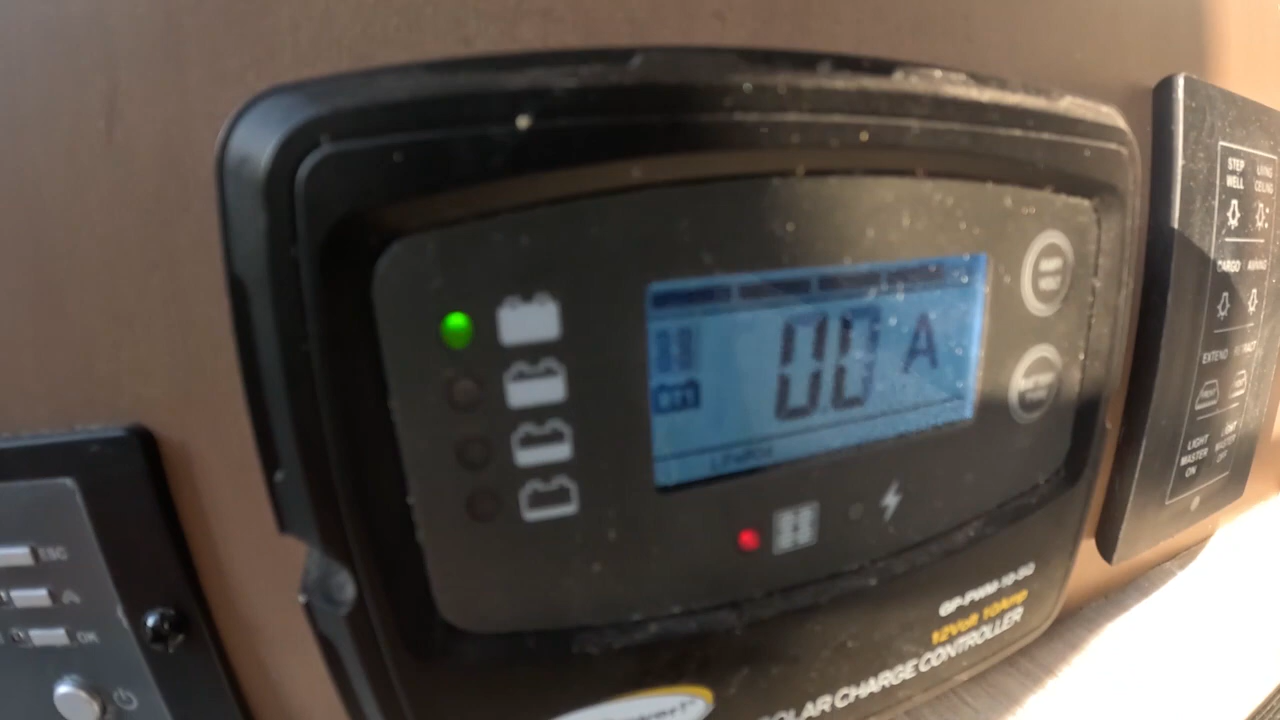 00 A
GP-PWM-10-SQ
12Volt 10Amp
SOLAR CHARGE CONTROLLER
STEP WELL
LIVING CEILING
CARGO
AWNING
EXTEND
LIGHT MASTER ON
LIGHT MASTER OFF
ESC
OK